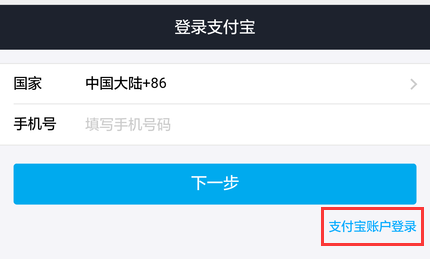 登录支付宝
国家 中国大陆+86
手机号 填写手机号码
下一步
支付宝账户登录